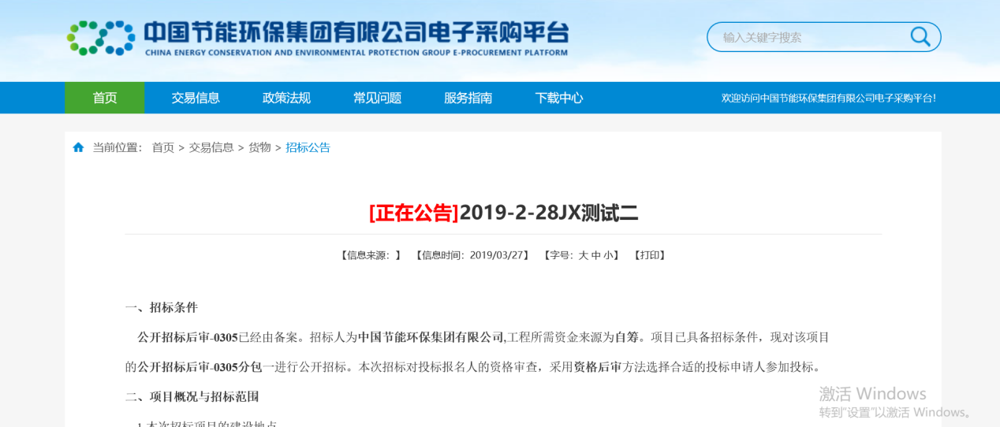 中国节能环保集团有限公司电子采购平台
CHINA ENERGY CONSERVATION AND ENVIRONMENTAL PROTECTION GROUP E-PROCUREMENT PLATFORM
输入关键字搜索
首页 交易信息 政策法规 常见问题 服务指南 下载中心 欢迎访问中国节能环保集团有限公司电子采购平台!
当前位置： 首页 > 交易信息 > 货物 > 招标公告
[正在公告]2019-2-28JX测试二
【信息来源：】 【信息时间：2019/03/27】 【字号：大 中 小】 【打印】
一、招标条件
公开招标后审-0305已经由备案。招标人为中国节能环保集团有限公司,工程所需资金来源为自筹。项目已具备招标条件，现对该项目
的公开招标后审-0305分包一进行公开招标。本次招标对投标报名人的资格审查，采用资格后审方法选择合适的投标申请人参加投标。
二、项目概况与招标范围
1.本次招标项目的建设地点
激活 Windows
转到"设置"以激活 Windows。